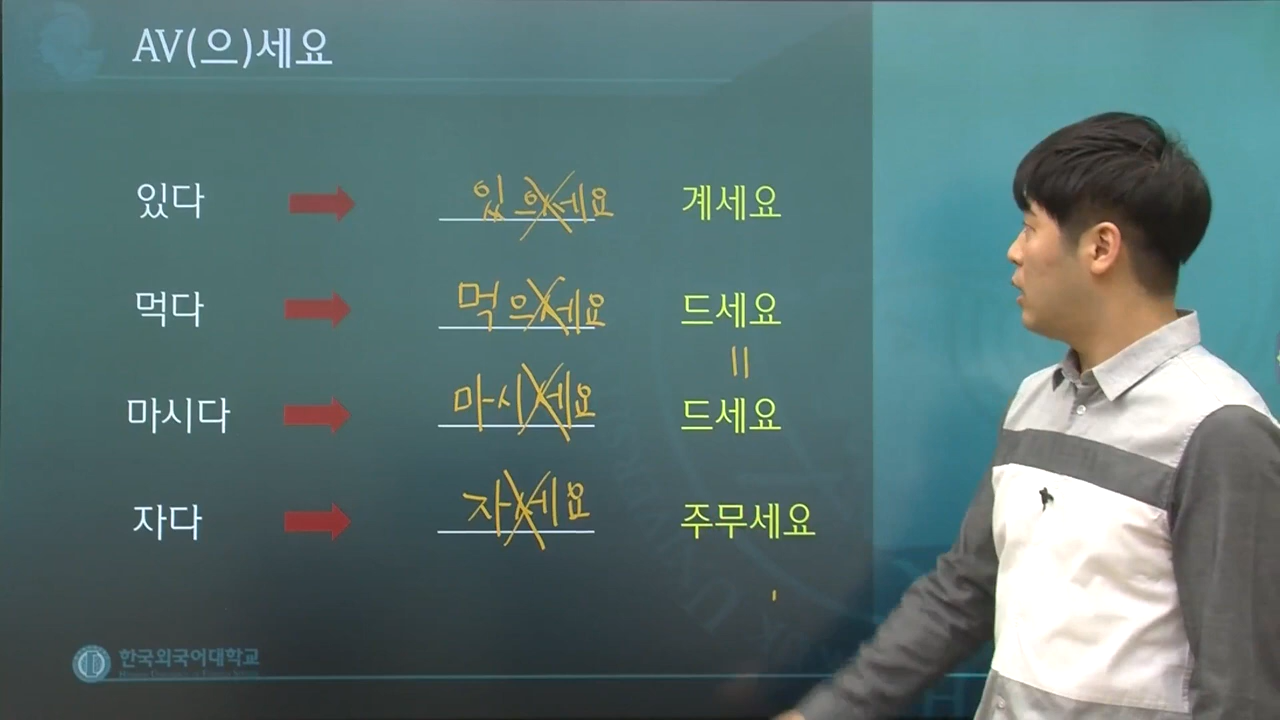 AV(으)세요
있다 있으세요 계세요
먹다 먹으세요 드세요
=
마시다 마시세요 드세요
자다 자세요 주무세요
한국외국어대학교